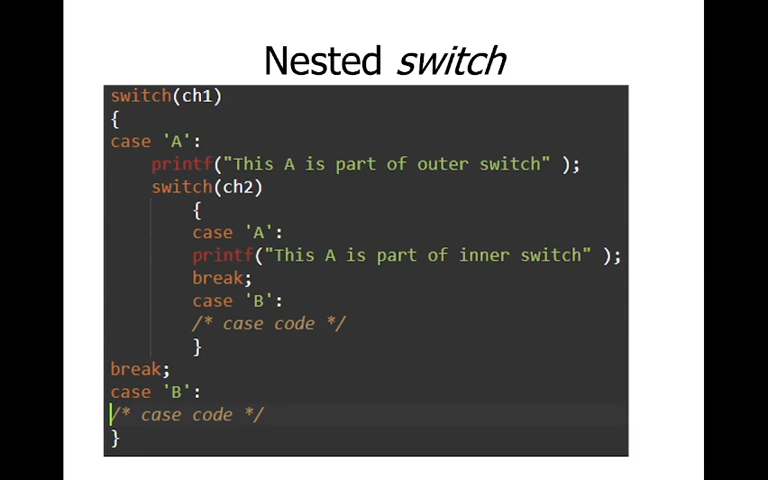 Nested switch
switch(ch1)
{
case 'A':
printf("This A is part of outer switch" );
switch(ch2)
{
case 'A':
printf("This A is part of inner switch" );
break;
case 'B':
/* case code */
}
break;
case 'B':
/* case code */
}